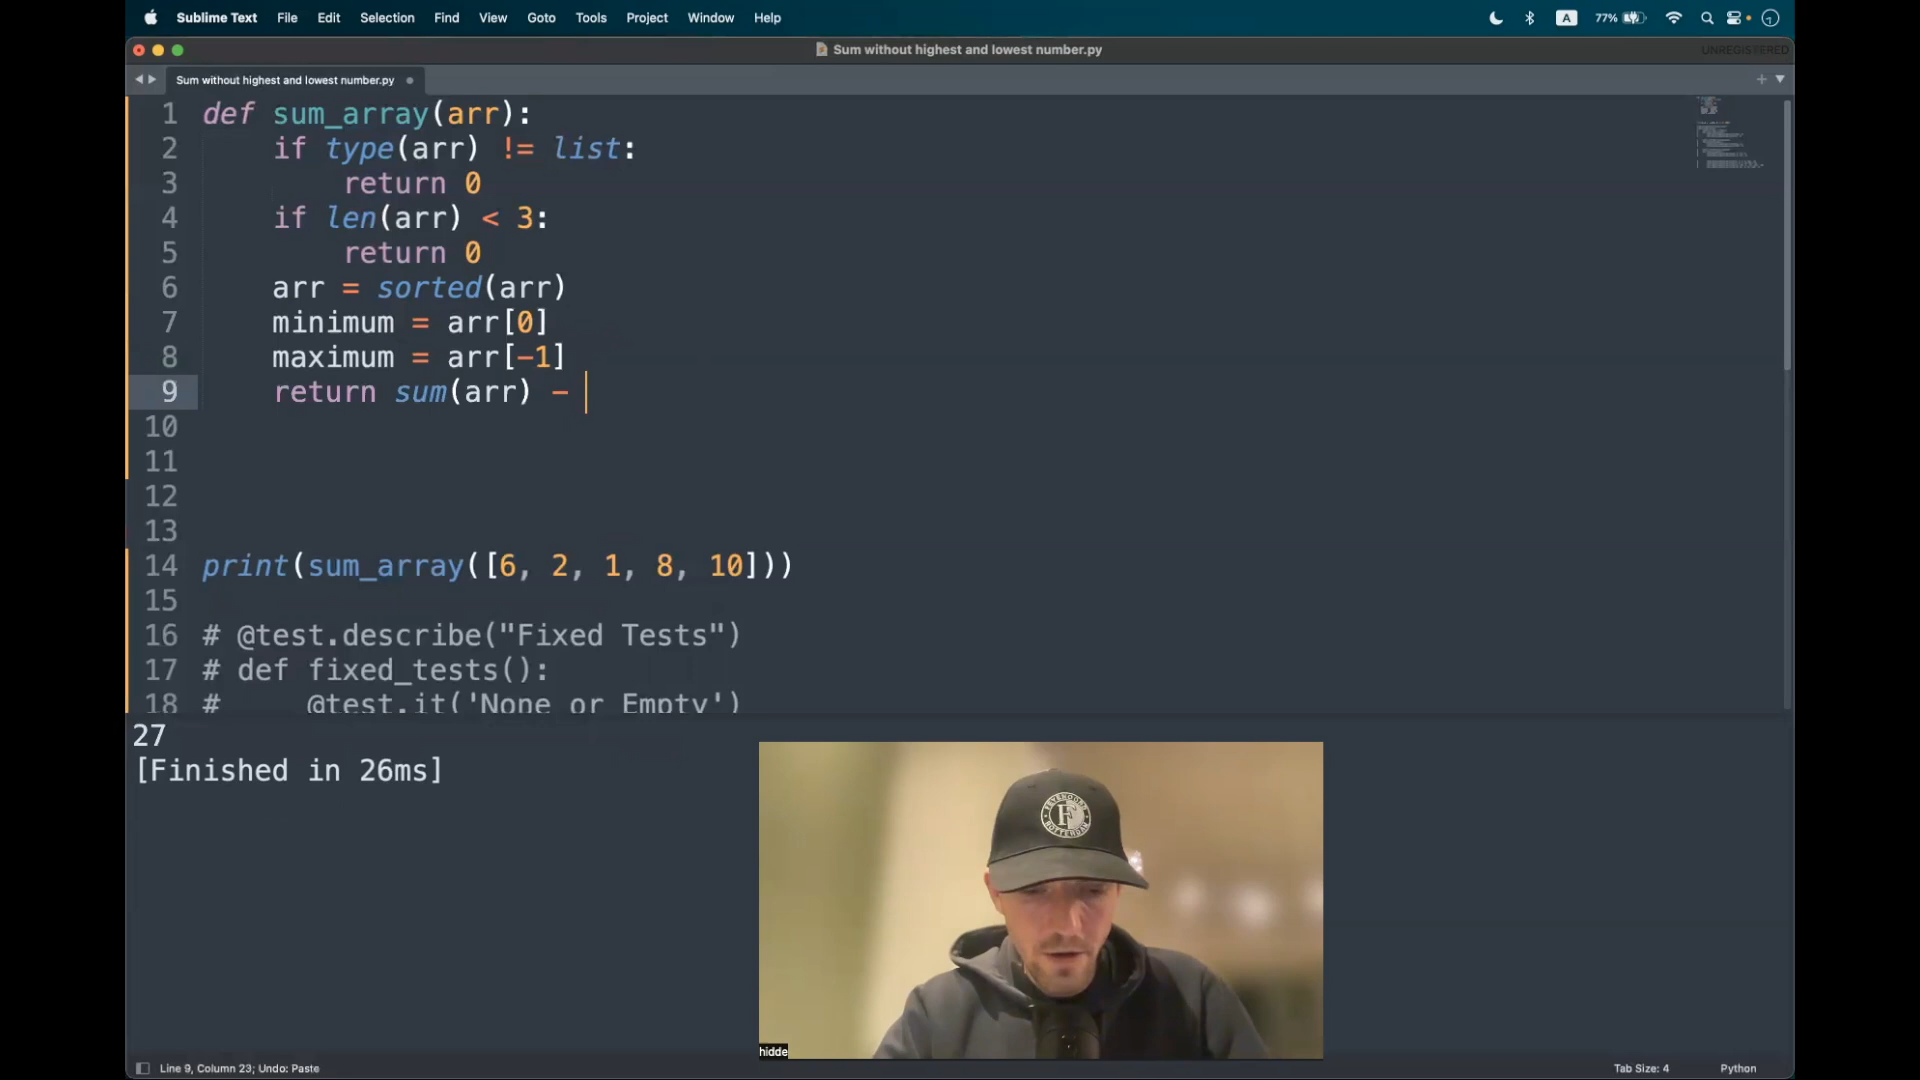 Sublime Text File Edit Selection Find View Goto Tools Project Window Help A 77%
Sum without highest and lowest number.py UNREGISTERED
Sum without highest and lowest number.py
1 def sum_array(arr):
2 if type(arr) != list:
3 return 0
4 if len(arr) < 3:
5 return 0
6 arr = sorted(arr)
7 minimum = arr[0]
8 maximum = arr[-1]
9 return sum(arr) -
10
11
12
13
14 print(sum_array([6, 2, 1, 8, 10]))
15
16 # @test.describe("Fixed Tests")
17 # def fixed_tests():
18 # @test.it('None or Empty')
27
[Finished in 26ms]
FEYENOORD
ROTTERDAM
hidde
Line 9, Column 23; Undo: Paste Tab Size: 4 Python